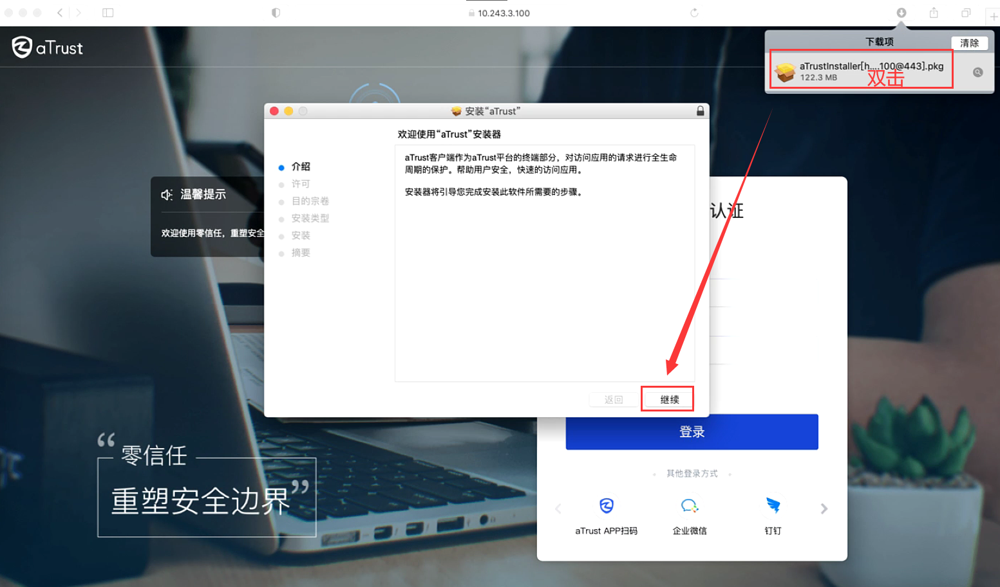 10.243.3.100
aTrust
下载项
清除
aTrustInstaller[h....100@443].pkg
122.3 MB
双击
安装“aTrust”
欢迎使用“aTrust”安装器
介绍
许可
目的宗卷
安装类型
安装
摘要
aTrust客户端作为aTrust平台的终端部分，对访问应用的请求进行全生命
周期的保护。帮助用户安全，快速的访问应用。
安装器将引导您完成安装此软件所需要的步骤。
返回
继续
温馨提示
欢迎使用零信任，重塑安全
认证
登录
其他登录方式
aTrust APP扫码
企业微信
钉钉
“零信任
重塑安全边界”